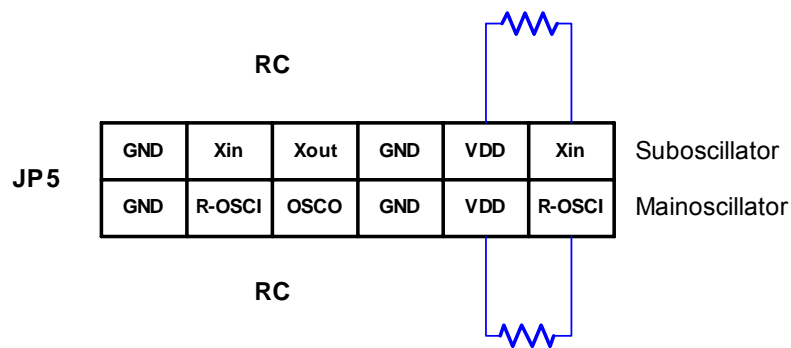 RC
GND Xin Xout GND VDD Xin Suboscillator
JP5
GND R-OSCI OSCO GND VDD R-OSCI Mainoscillator
RC